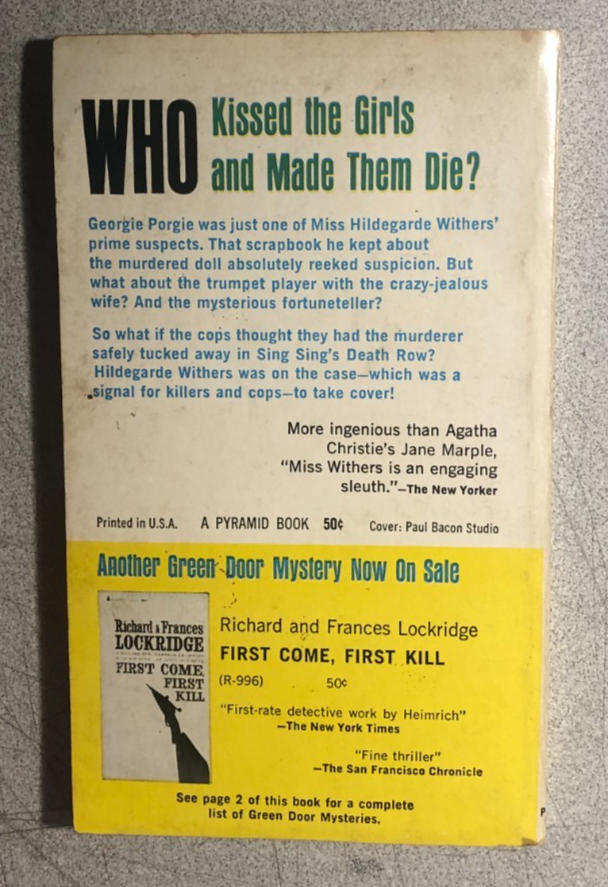 WHO Kissed the Girls
and Made Them Die?
Georgie Porgie was just one of Miss Hildegarde Withers'
prime suspects. That scrapbook he kept about
the murdered doll absolutely reeked suspicion. But
what about the trumpet player with the crazy-jealous
wife? And the mysterious fortuneteller?
So what if the cops thought they had the murderer
safely tucked away in Sing Sing's Death Row?
Hildegarde Withers was on the case—which was a
signal for killers and cops—to take cover!
More ingenious than Agatha
Christie's Jane Marple,
"Miss Withers is an engaging
sleuth."—The New Yorker
Printed in U.S.A. A PYRAMID BOOK 50¢ Cover: Paul Bacon Studio
Another Green Door Mystery Now On Sale
Richard & Frances
LOCKRIDGE
FIRST COME,
FIRST
KILL
Richard and Frances Lockridge
FIRST COME, FIRST KILL
(R-996) 50¢
"First-rate detective work by Heimrich"
—The New York Times
"Fine thriller"
—The San Francisco Chronicle
See page 2 of this book for a complete
list of Green Door Mysteries.
P